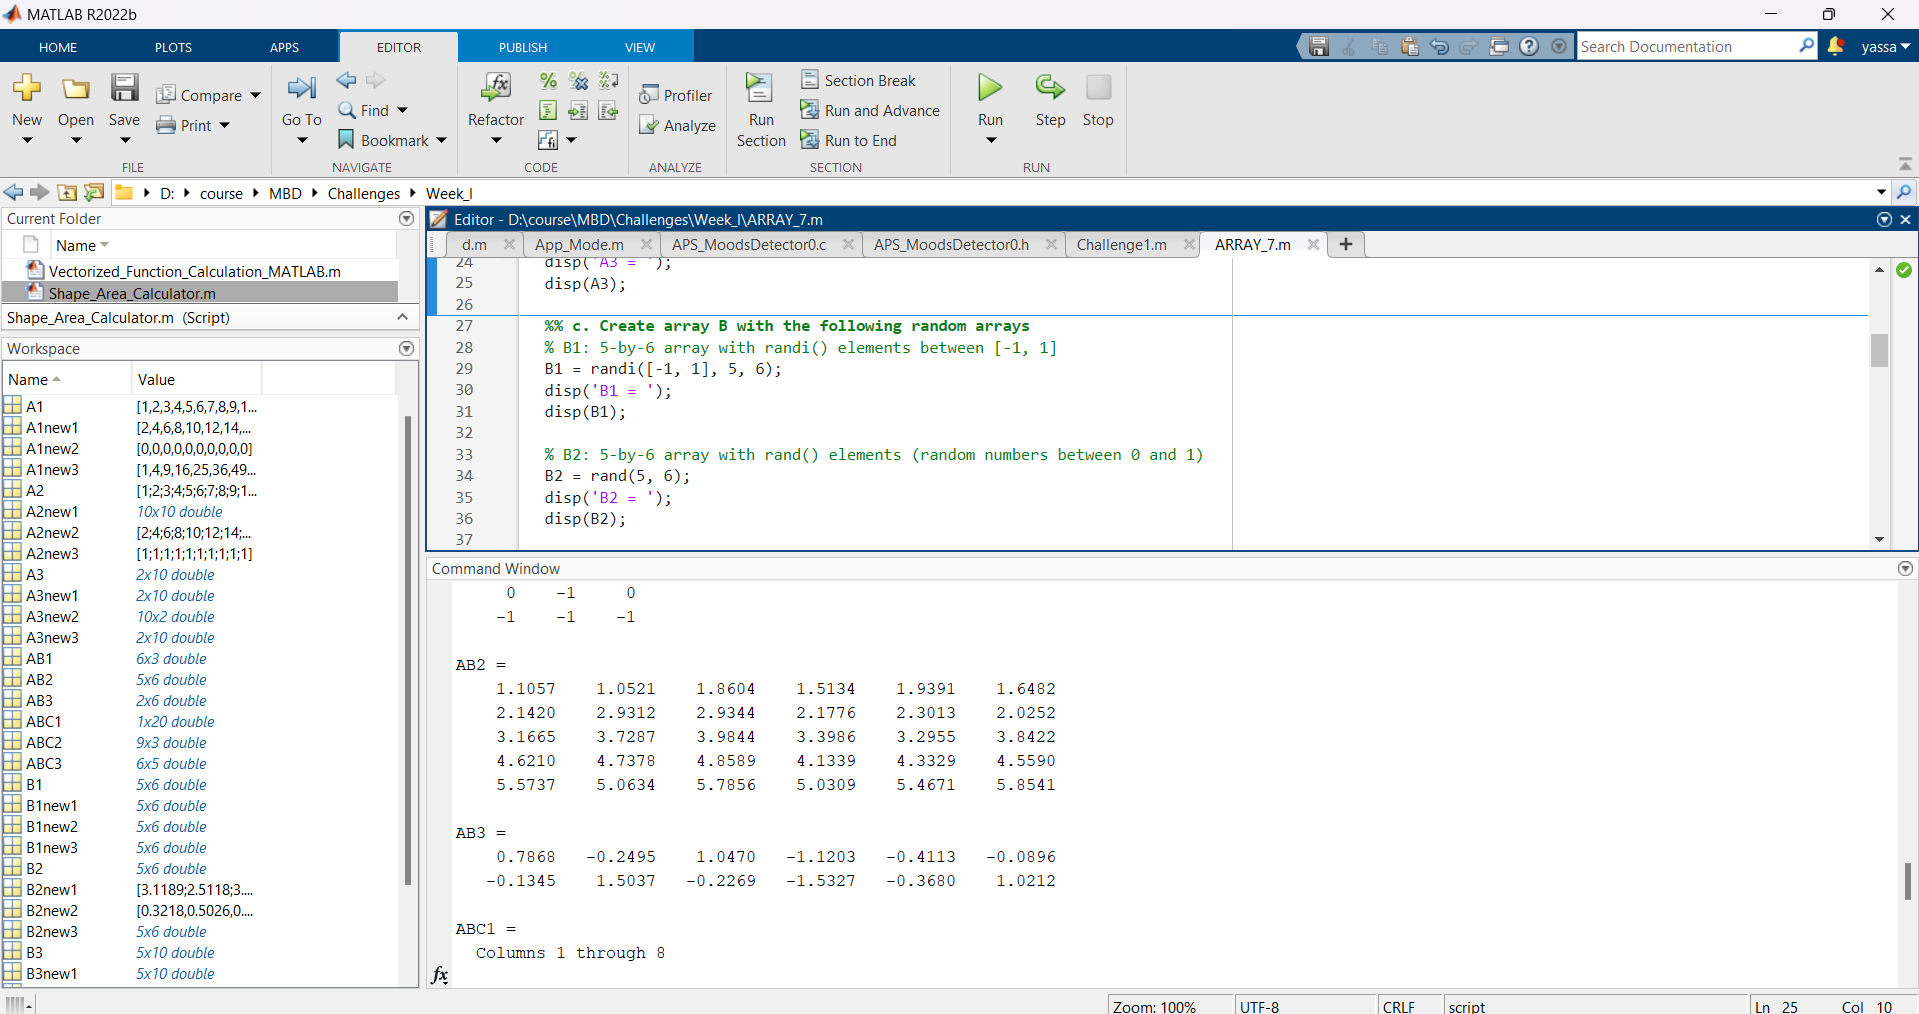 MATLAB R2022b
HOME PLOTS APPS EDITOR PUBLISH VIEW
Search Documentation
yassa
New
Open
Save
Compare
Print
FILE
Go To
Find
Bookmark
NAVIGATE
Refactor
CODE
Profiler
Analyze
ANALYZE
Run
Section
Section Break
Run and Advance
Run to End
SECTION
Run
Step
Stop
RUN
D: course MBD Challenges Week_I
Current Folder
Name
Vectorized_Function_Calculation_MATLAB.m
Shape_Area_Calculator.m
Shape_Area_Calculator.m (Script)
Workspace
Name Value
A1 [1,2,3,4,5,6,7,8,9,1...
A1new1 [2,4,6,8,10,12,14,...
A1new2 [0,0,0,0,0,0,0,0,0,0]
A1new3 [1,4,9,16,25,36,49...
A2 [1;2;3;4;5;6;7;8;9;1...
A2new1 10x10 double
A2new2 [2;4;6;8;10;12;14;...
A2new3 [1;1;1;1;1;1;1;1;1;1]
A3 2x10 double
A3new1 2x10 double
A3new2 10x2 double
A3new3 2x10 double
AB1 6x3 double
AB2 5x6 double
AB3 2x6 double
ABC1 1x20 double
ABC2 9x3 double
ABC3 6x5 double
B1 5x6 double
B1new1 5x6 double
B1new2 5x6 double
B1new3 5x6 double
B2 5x6 double
B2new1 [3.1189;2.5118;3....
B2new2 [0.3218,0.5026,0....
B2new3 5x6 double
B3 5x10 double
B3new1 5x10 double
Editor - D:\course\MBD\Challenges\Week_I\ARRAY_7.m
d.m App_Mode.m APS_MoodsDetector0.c APS_MoodsDetector0.h Challenge1.m ARRAY_7.m
24 disp('A3 = ');
25 disp(A3);
26
27 %% c. Create array B with the following random arrays
28 % B1: 5-by-6 array with randi() elements between [-1, 1]
29 B1 = randi([-1, 1], 5, 6);
30 disp('B1 = ');
31 disp(B1);
32
33 % B2: 5-by-6 array with rand() elements (random numbers between 0 and 1)
34 B2 = rand(5, 6);
35 disp('B2 = ');
36 disp(B2);
37
Command Window
0 -1 0
-1 -1 -1
AB2 =
1.1057 1.0521 1.8604 1.5134 1.9391 1.6482
2.1420 2.9312 2.9344 2.1776 2.3013 2.0252
3.1665 3.7287 3.9844 3.3986 3.2955 3.8422
4.6210 4.7378 4.8589 4.1339 4.3329 4.5590
5.5737 5.0634 5.7856 5.0309 5.4671 5.8541
AB3 =
0.7868 -0.2495 1.0470 -1.1203 -0.4113 -0.0896
-0.1345 1.5037 -0.2269 -1.5327 -0.3680 1.0212
ABC1 =
Columns 1 through 8
fx
Zoom: 100% UTF-8 CRLF script Ln 25 Col 10